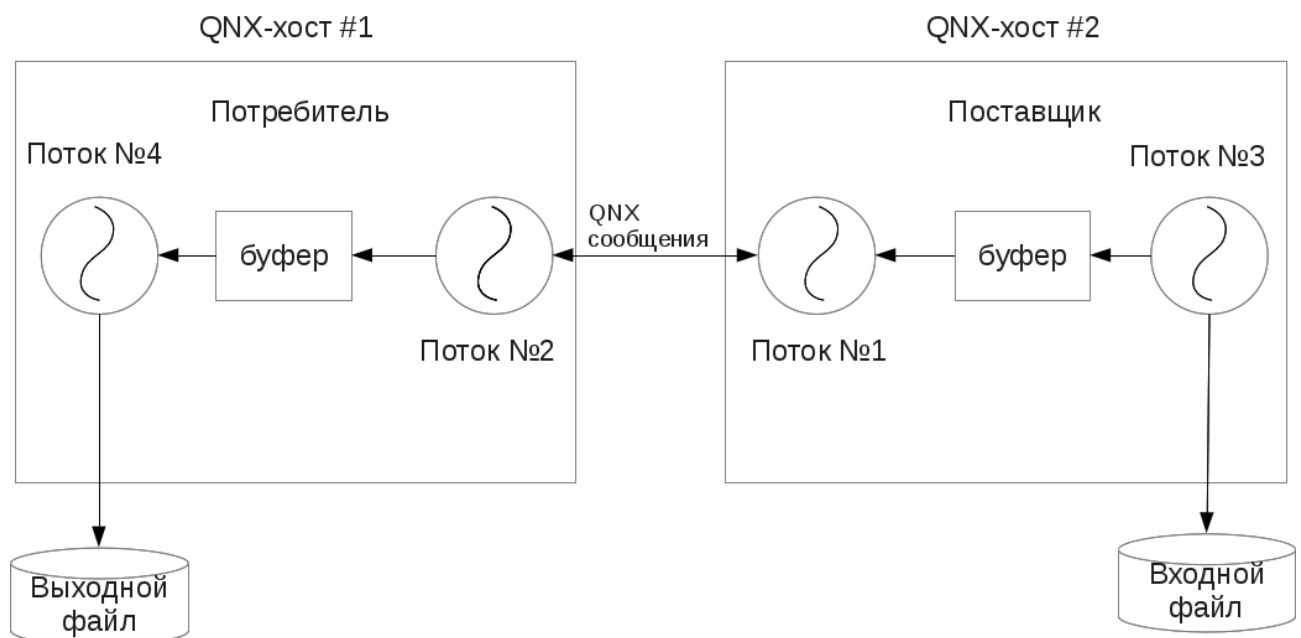 QNX-хост #1
QNX-хост #2
Потребитель
Поставщик
Поток №4
Поток №3
QNX
сообщения
буфер
буфер
Поток №2
Поток №1
Выходной
файл
Входной
файл